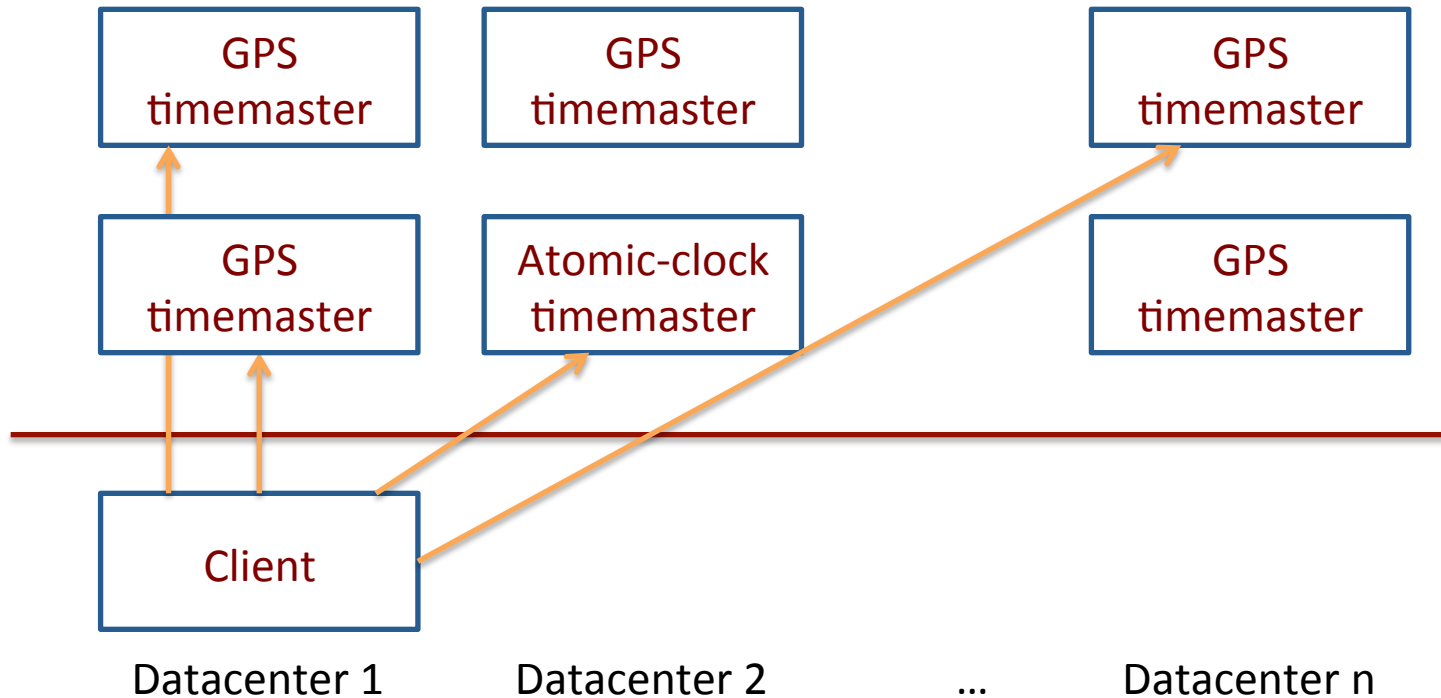 GPS
timemaster
GPS
timemaster
GPS
timemaster
GPS
timemaster
Atomic-clock
timemaster
GPS
timemaster
Client
Datacenter 1
Datacenter 2
...
Datacenter n